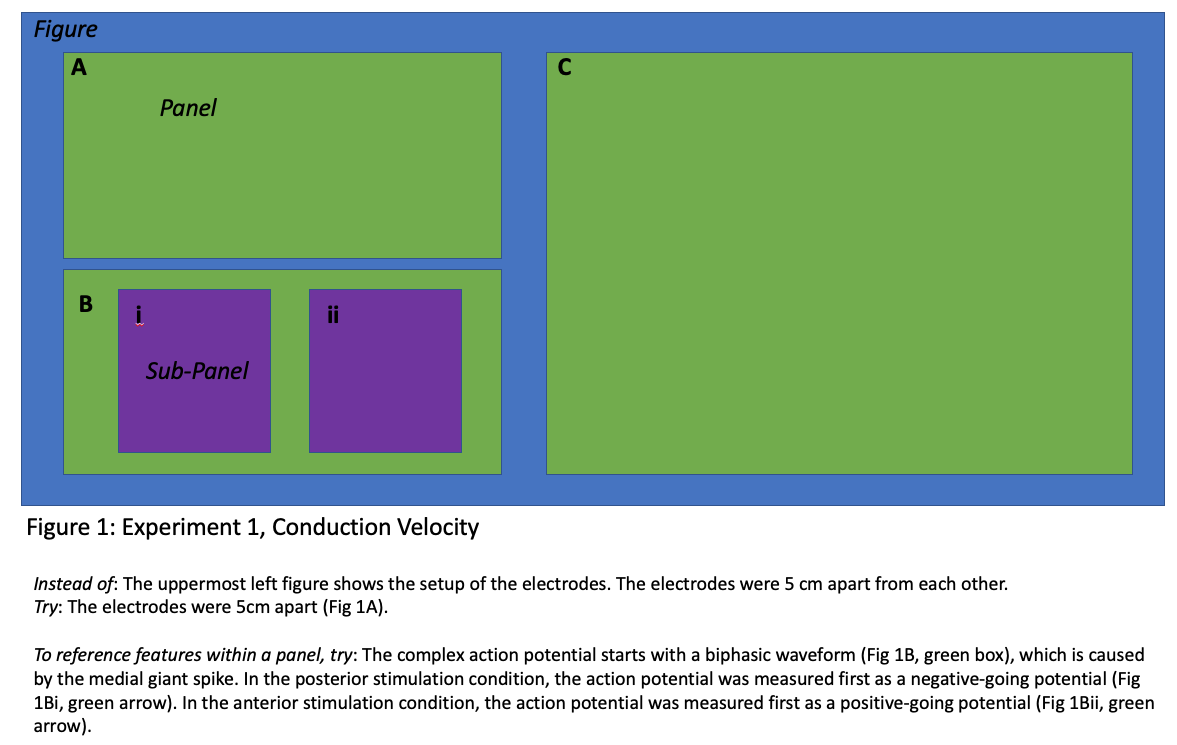 Figure
A
Panel
C
B
i
ii
Sub-Panel
Figure 1: Experiment 1, Conduction Velocity
Instead of: The uppermost left figure shows the setup of the electrodes. The electrodes were 5 cm apart from each other.
Try: The electrodes were 5cm apart (Fig 1A).
To reference features within a panel, try: The complex action potential starts with a biphasic waveform (Fig 1B, green box), which is caused
by the medial giant spike. In the posterior stimulation condition, the action potential was measured first as a negative-going potential (Fig
1Bi, green arrow). In the anterior stimulation condition, the action potential was measured first as a positive-going potential (Fig 1Bii, green
arrow).